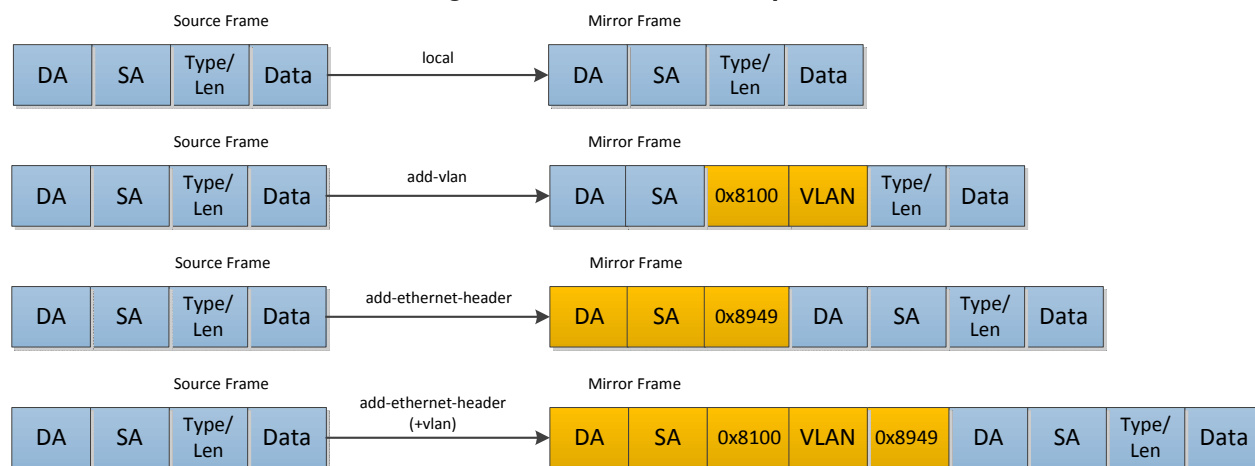 Source Frame
Mirror Frame
DA SA Type/ Len Data local DA SA Type/ Len Data
Source Frame
Mirror Frame
DA SA Type/ Len Data add-vlan DA SA 0x8100 VLAN Type/ Len Data
Source Frame
Mirror Frame
DA SA Type/ Len Data add-ethernet-header DA SA 0x8949 DA SA Type/ Len Data
Source Frame
Mirror Frame
DA SA Type/ Len Data add-ethernet-header (+vlan) DA SA 0x8100 VLAN 0x8949 DA SA Type/ Len Data